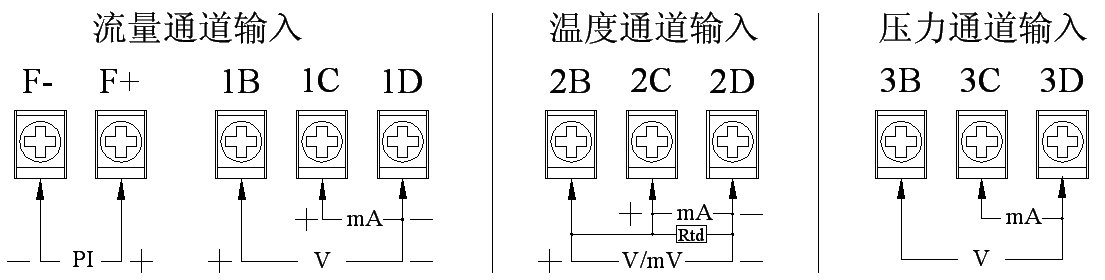 流量通道输入 温度通道输入 压力通道输入
F- F+ 1B 1C 1D 2B 2C 2D 3B 3C 3D
+ mA — + mA — mA
Rtd
— PI + + V + V/mV V